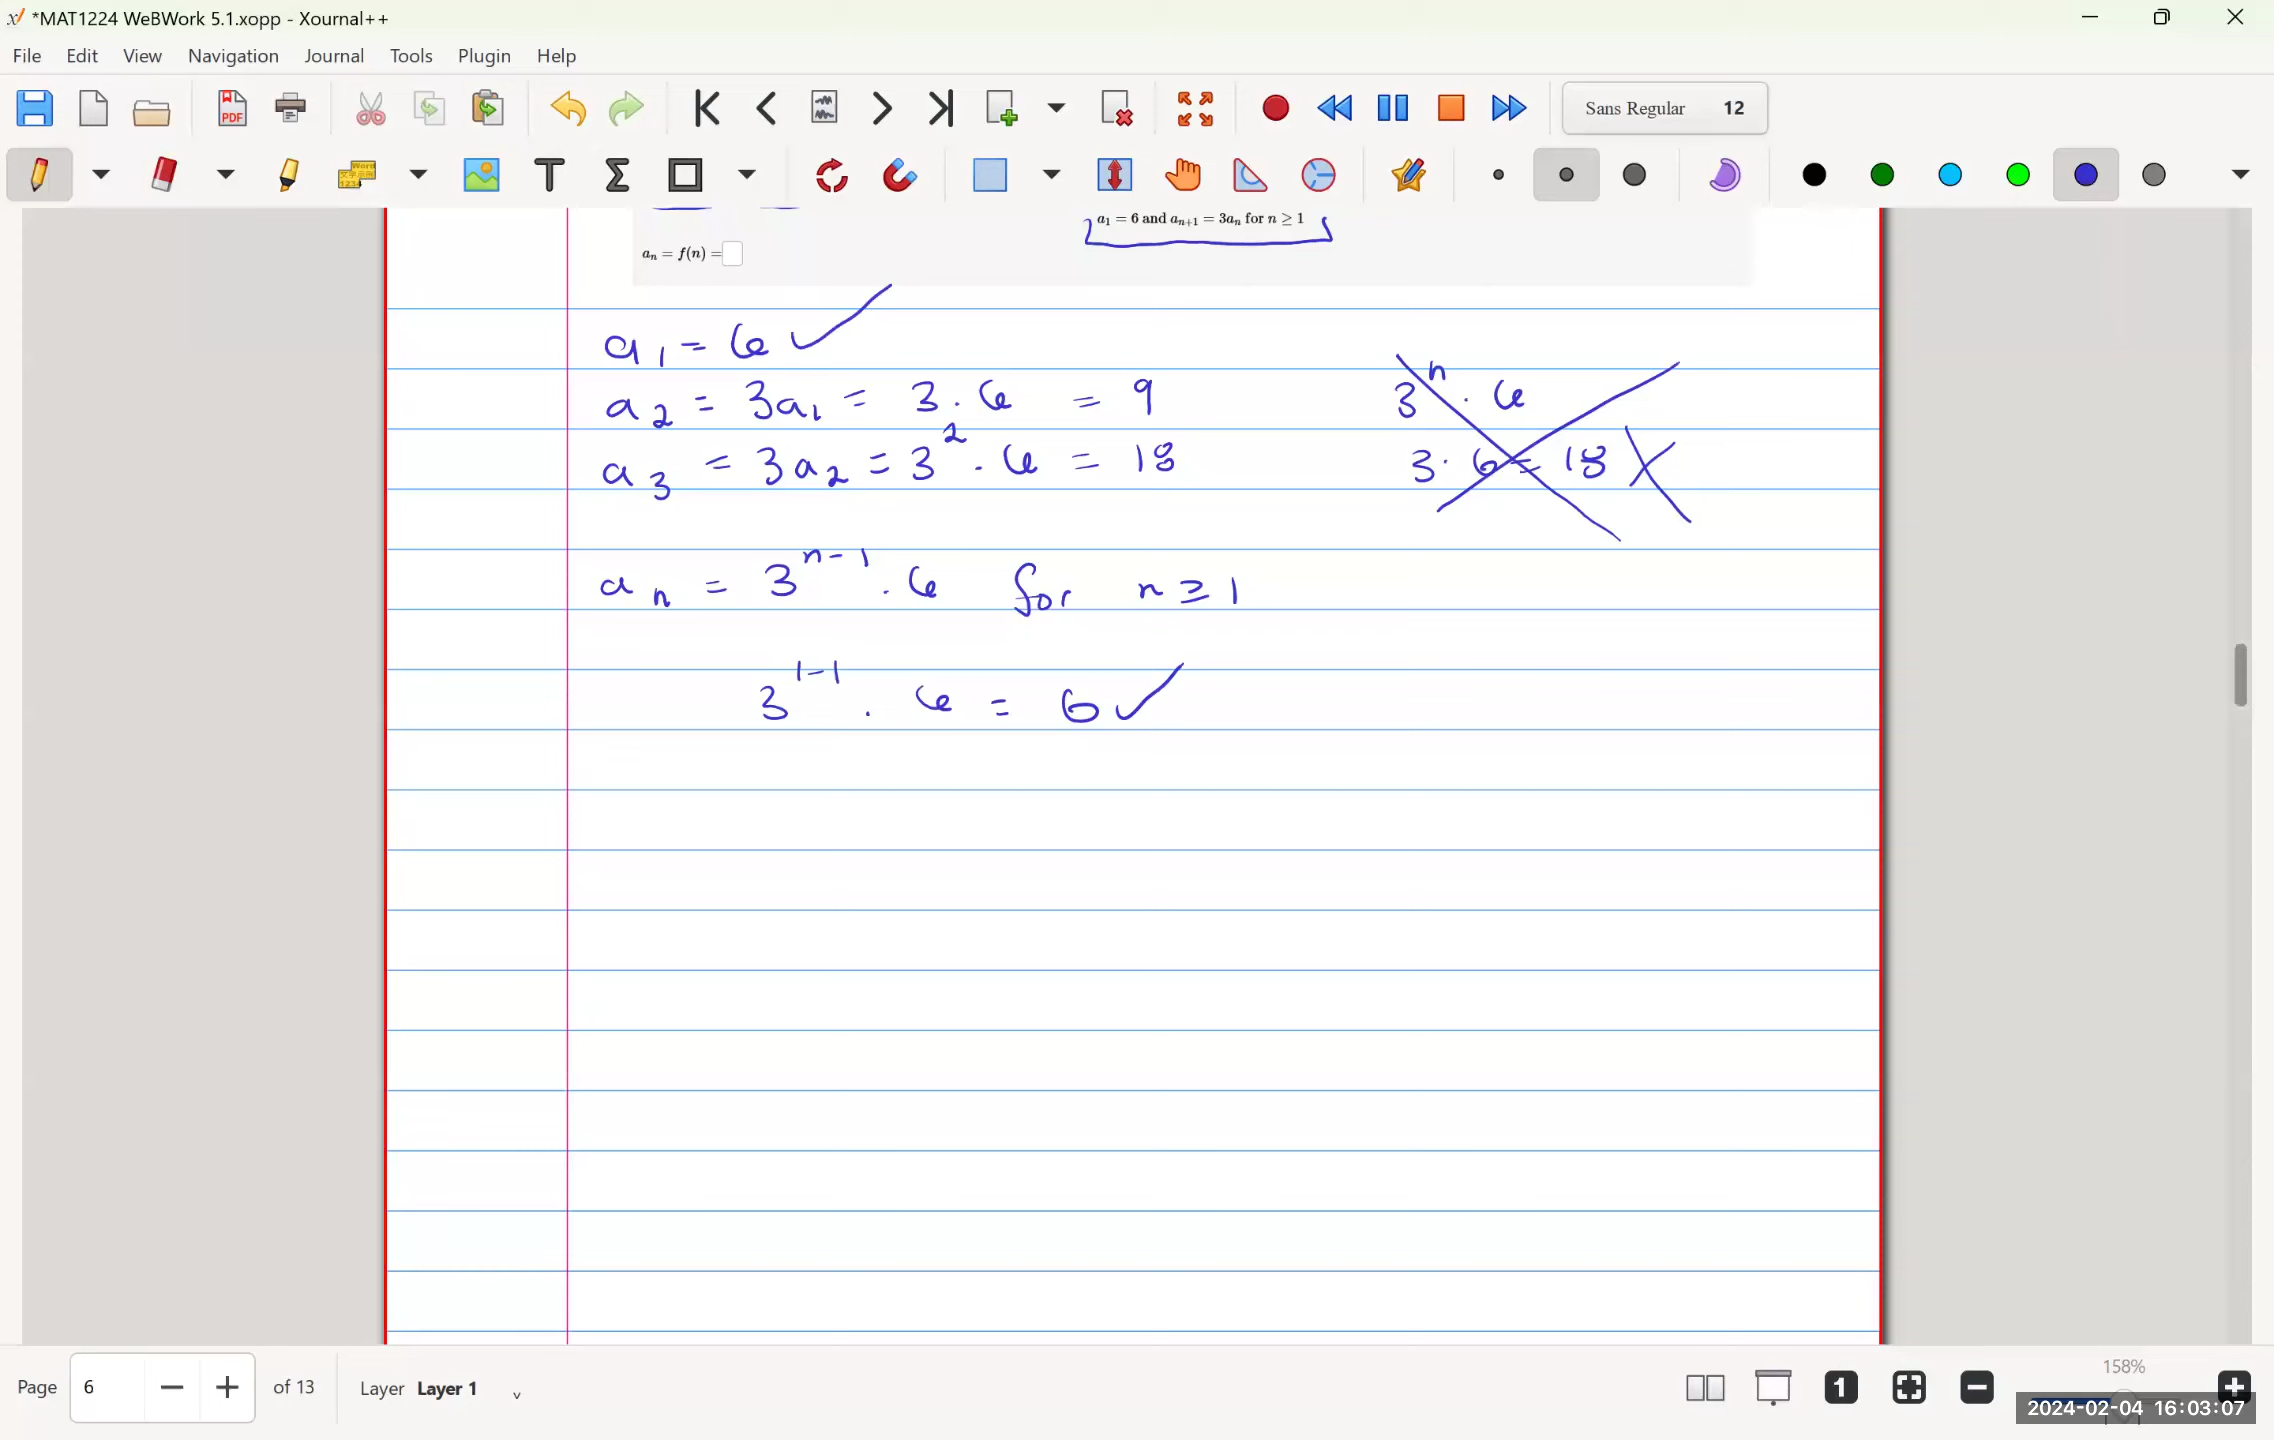 *MAT1224 WeBWork 5.1.xopp - Xournal++
File Edit View Navigation Journal Tools Plugin Help
PDF Sans Regular 12
T Σ
a₁ = 6 and aₙ₊₁ = 3aₙ for n ≥ 1
aₙ = f(n) =
a₁ = 6 ✓
a₂ = 3a₁ = 3 · 6 = 9 3ⁿ · 6
a₃ = 3a₂ = 3² · 6 = 18 3 · 6 = 18 X
aₙ = 3ⁿ⁻¹ · 6 for n ≥ 1
3¹⁻¹ · 6 = 6 ✓
Page 6 of 13 Layer Layer 1 1 158%
2024-02-04 16:03:07